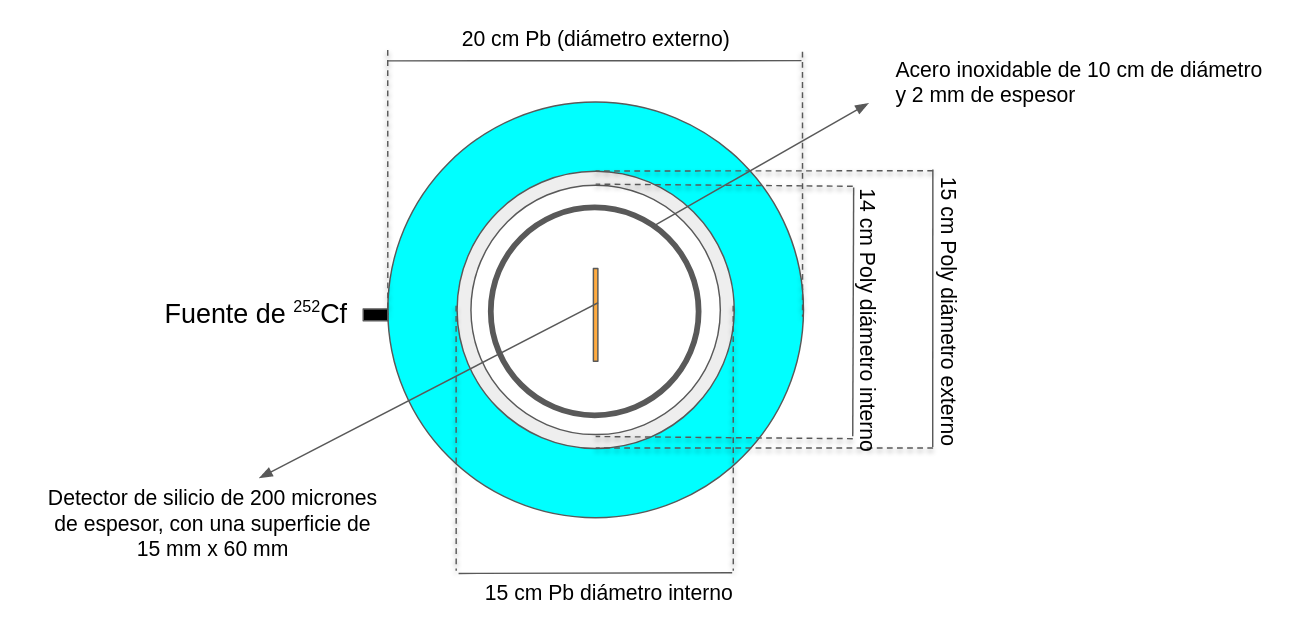 20 cm Pb (diámetro externo)
Acero inoxidable de 10 cm de diámetro
y 2 mm de espesor
15 cm Poly diámetro externo
14 cm Poly diámetro interno
Fuente de ²⁵²Cf
Detector de silicio de 200 micrones
de espesor, con una superficie de
15 mm x 60 mm
15 cm Pb diámetro interno